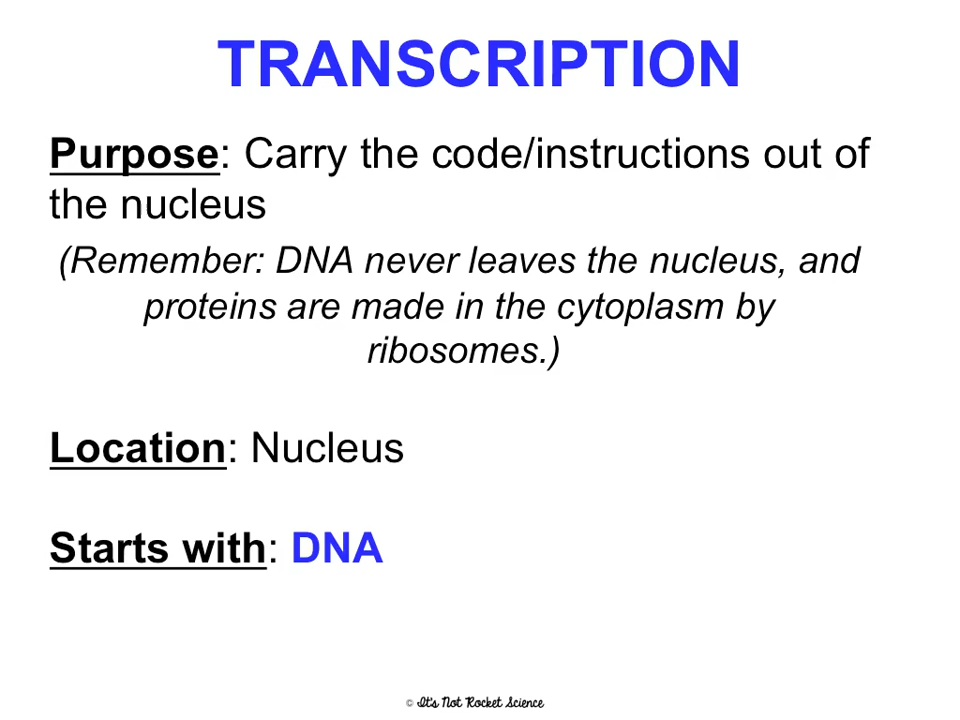 TRANSCRIPTION
Purpose: Carry the code/instructions out of
the nucleus
(Remember: DNA never leaves the nucleus, and
proteins are made in the cytoplasm by
ribosomes.)
Location: Nucleus
Starts with: DNA
© It's Not Rocket Science